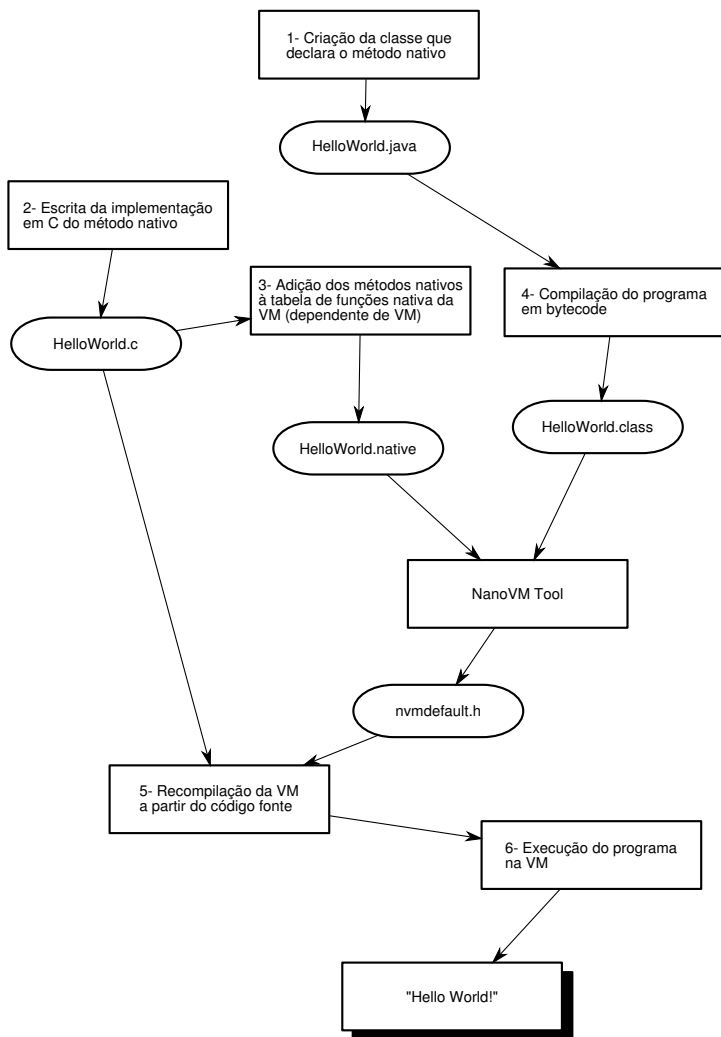 1- Criação da classe que
declara o método nativo
HelloWorld.java
2- Escrita da implementação
em C do método nativo
3- Adição dos métodos nativos
à tabela de funções nativa da
VM (dependente de VM)
4- Compilação do programa
em bytecode
HelloWorld.c
HelloWorld.native
HelloWorld.class
NanoVM Tool
nvmdefault.h
5- Recompilação da VM
a partir do código fonte
6- Execução do programa
na VM
"Hello World!"